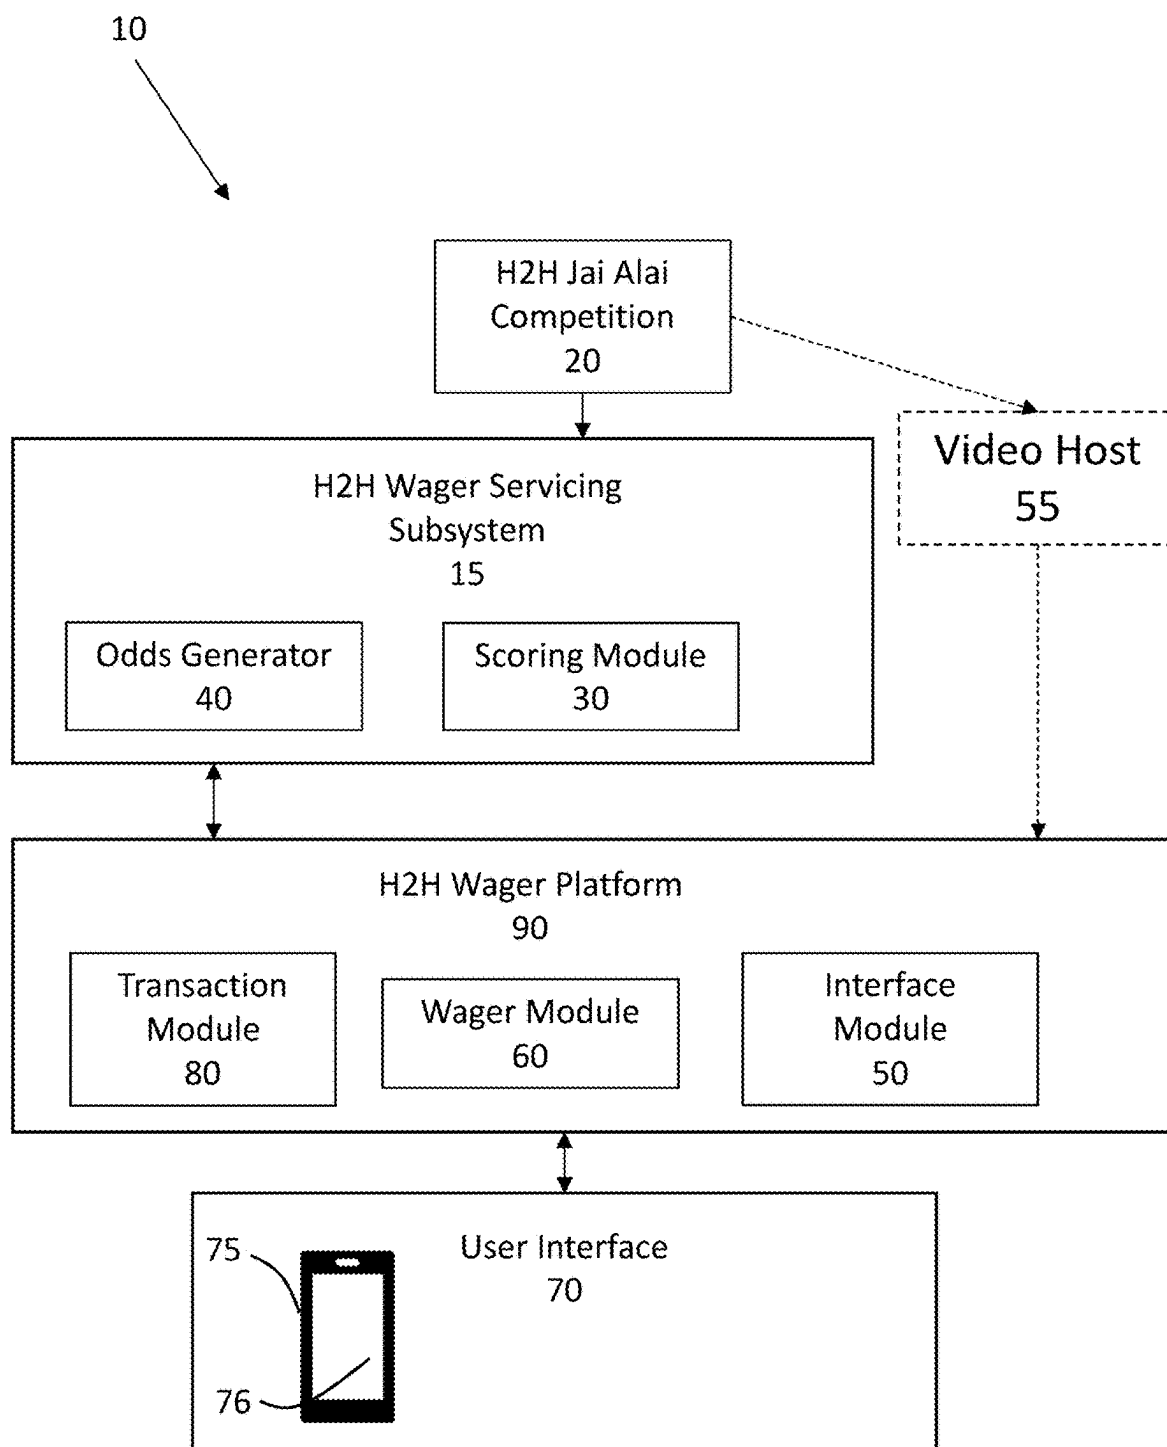 10
H2H Jai Alai
Competition
20
Video Host
55
H2H Wager Servicing
Subsystem
15
Odds Generator
40
Scoring Module
30
H2H Wager Platform
90
Transaction
Module
80
Wager Module
60
Interface
Module
50
User Interface
70
75
76